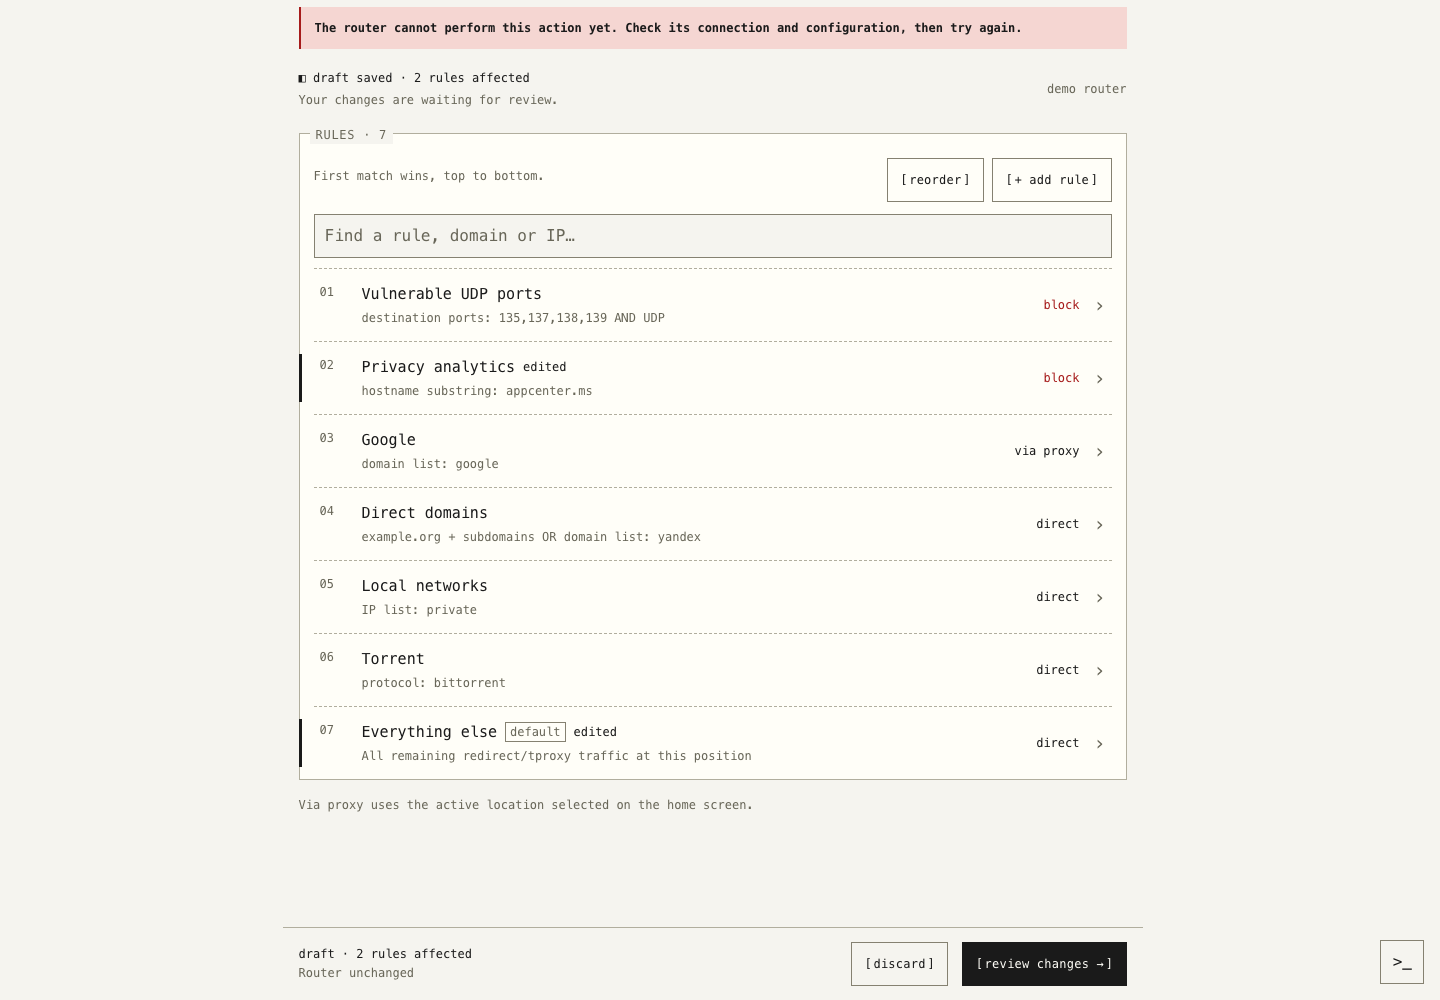 The router cannot perform this action yet. Check its connection and configuration, then try again.
◧ draft saved · 2 rules affected
Your changes are waiting for review.
demo router
RULES · 7
First match wins, top to bottom.
[reorder]
[+ add rule]
Find a rule, domain or IP…
01 Vulnerable UDP ports
destination ports: 135,137,138,139 AND UDP
block ›
02 Privacy analytics edited
hostname substring: appcenter.ms
block ›
03 Google
domain list: google
via proxy ›
04 Direct domains
example.org + subdomains OR domain list: yandex
direct ›
05 Local networks
IP list: private
direct ›
06 Torrent
protocol: bittorrent
direct ›
07 Everything else default edited
All remaining redirect/tproxy traffic at this position
direct ›
Via proxy uses the active location selected on the home screen.
draft · 2 rules affected
Router unchanged
[discard]
[review changes →]
>_